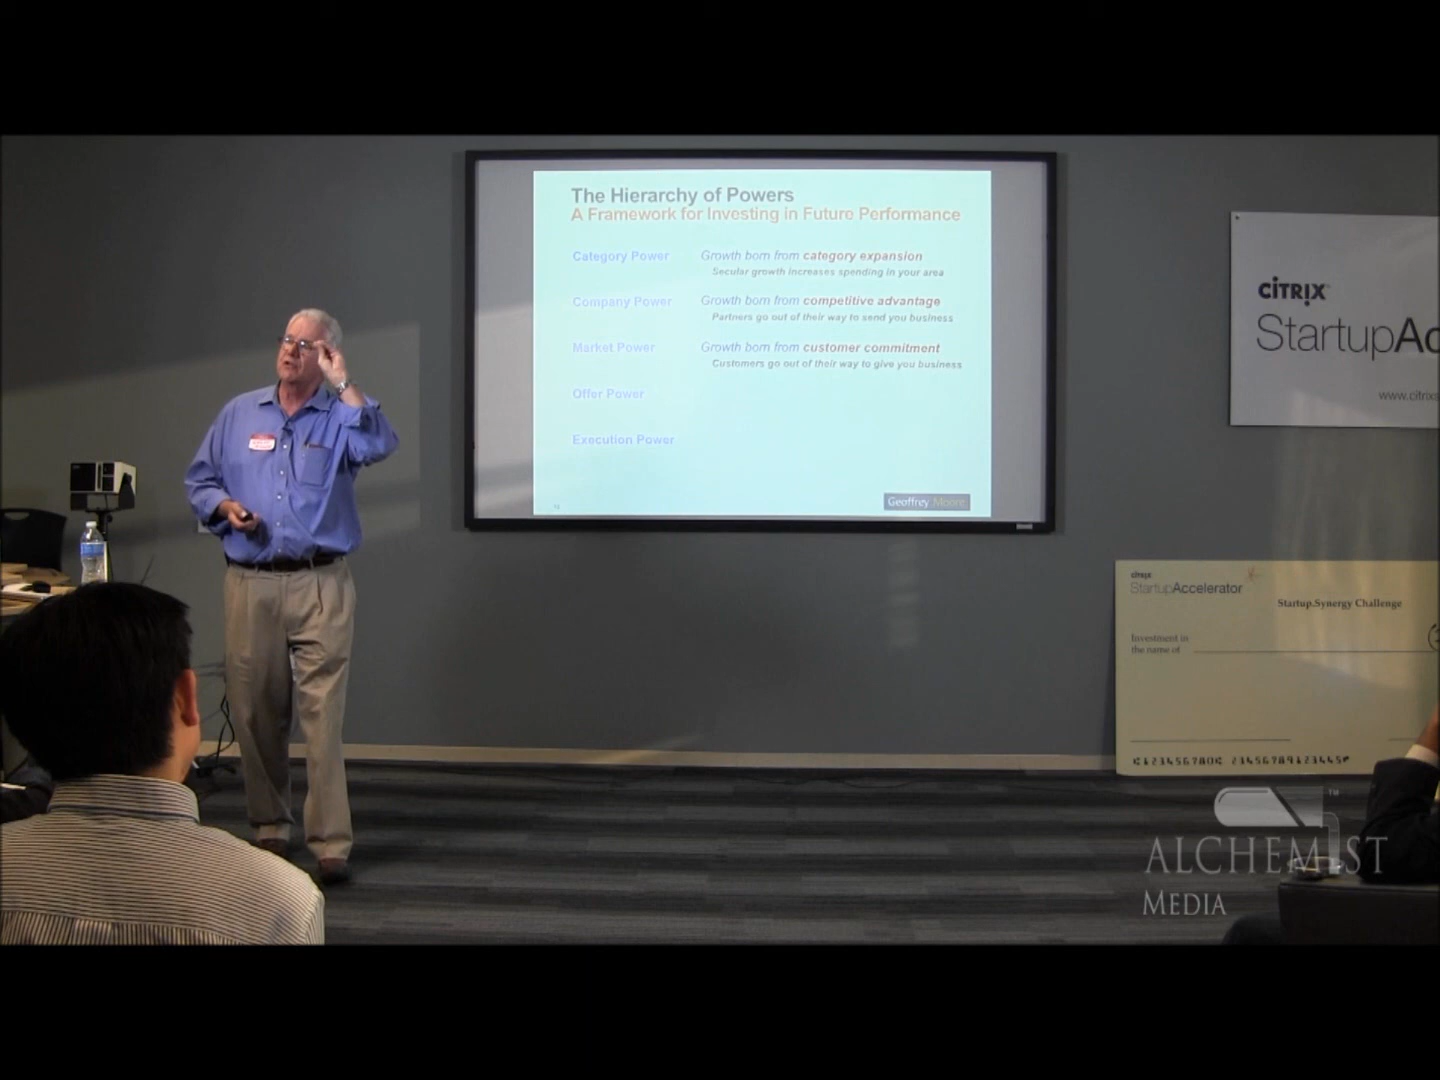 The Hierarchy of Powers
A Framework for Investing in Future Performance
Category Power
Growth born from category expansion
Secular growth increases spending in your area
Company Power
Growth born from competitive advantage
Partners go out of their way to send you business
Market Power
Growth born from customer commitment
Customers go out of their way to give you business
Offer Power
Execution Power
Geoffrey Moore
CiTRIX
StartupAc
www.citrixs
citrix
StartupAccelerator
Startup.Synergy Challenge
Investment in
the name of
ALCHEMIST
MEDIA
TM